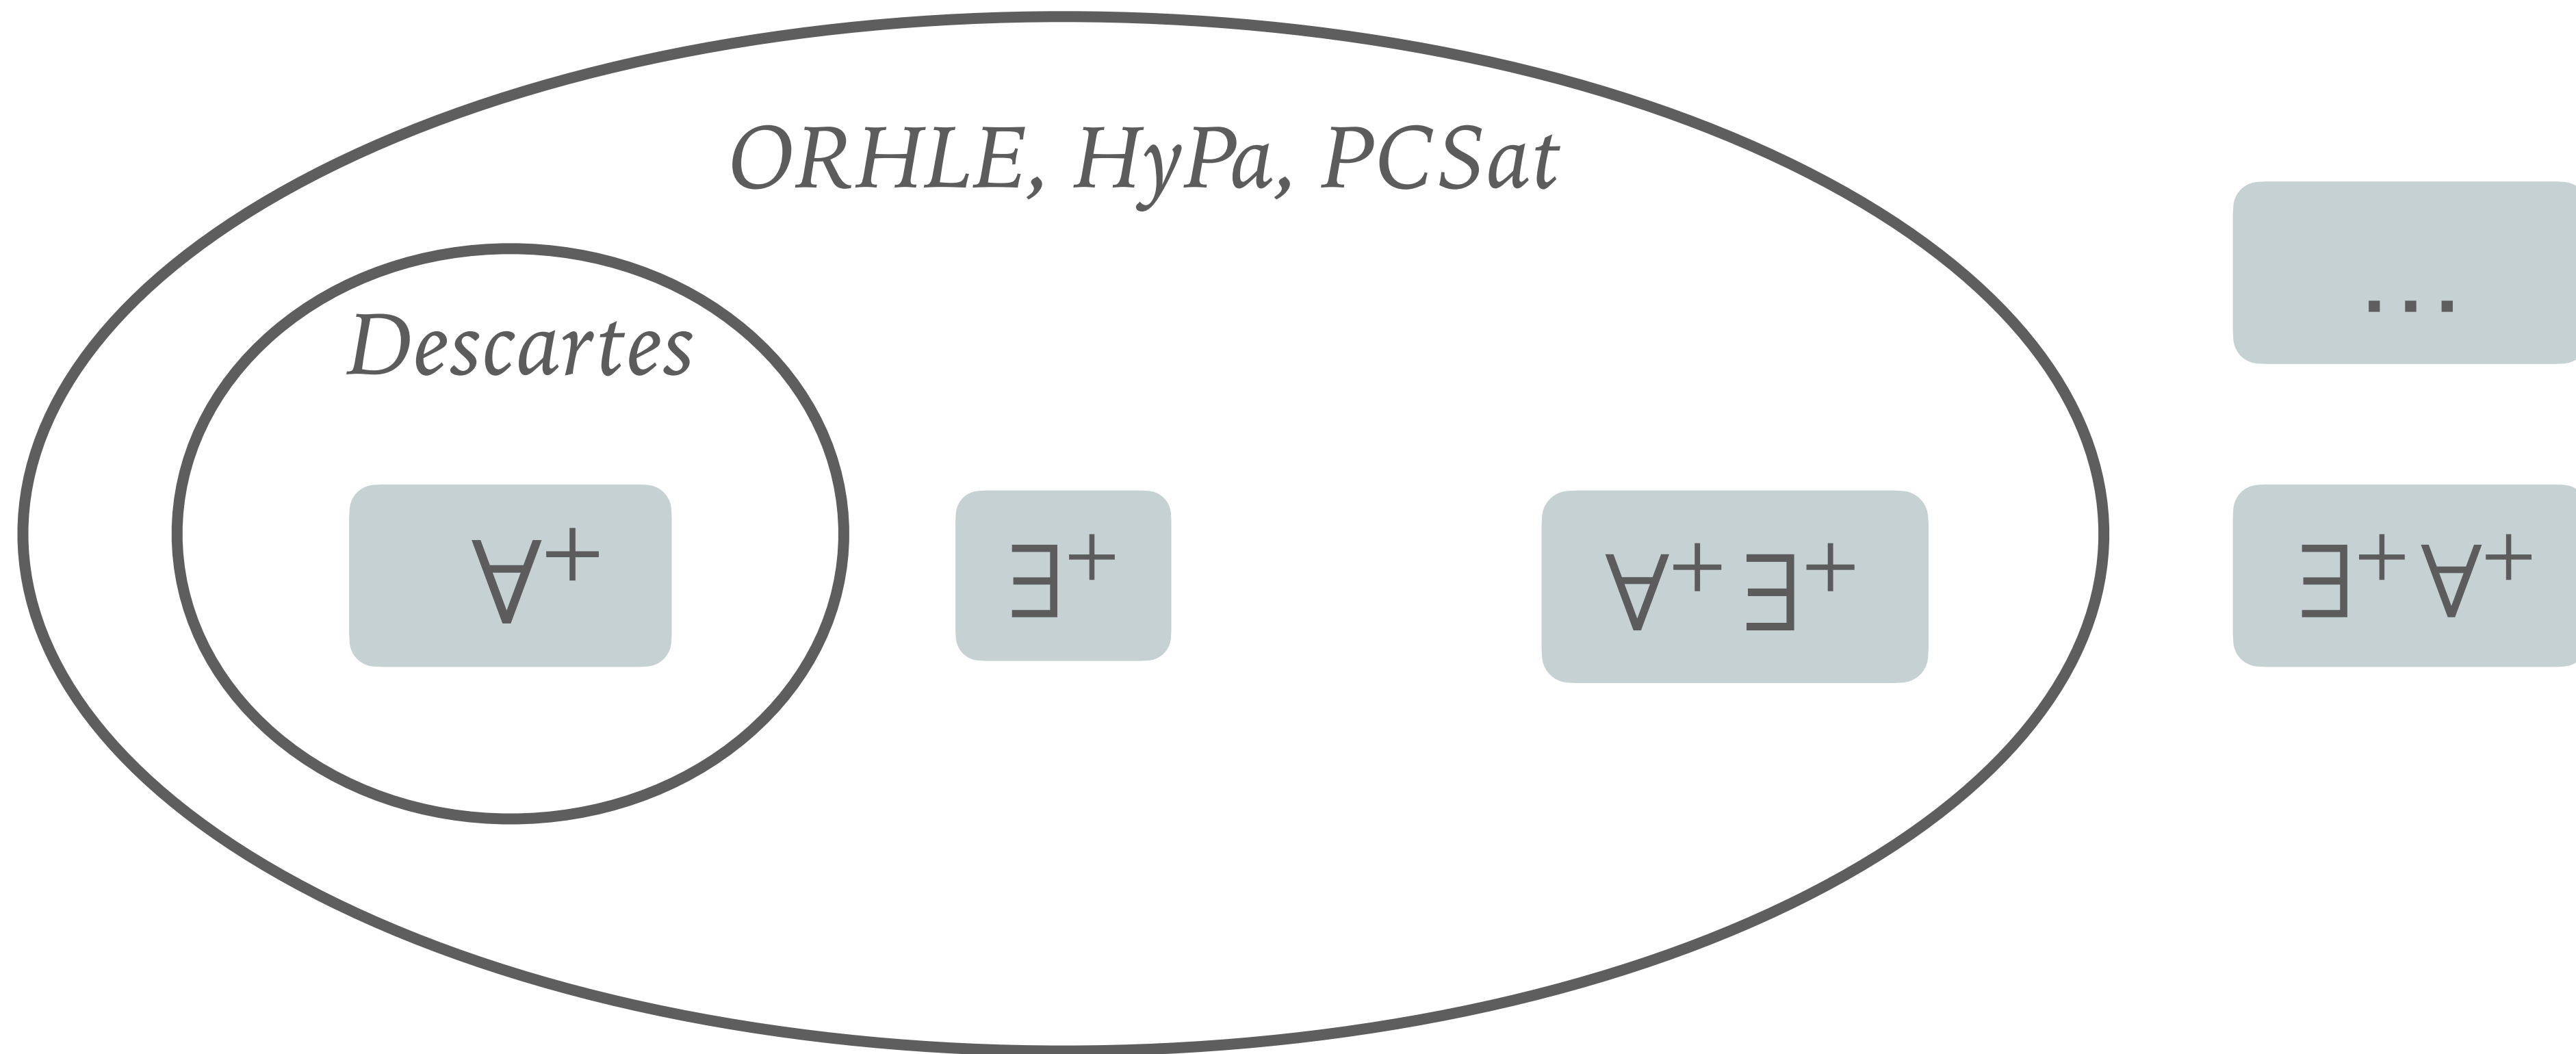 ORHLE, HyPa, PCSat
...
Descartes
∀+
∃+
∀+∃+
∃+∀+